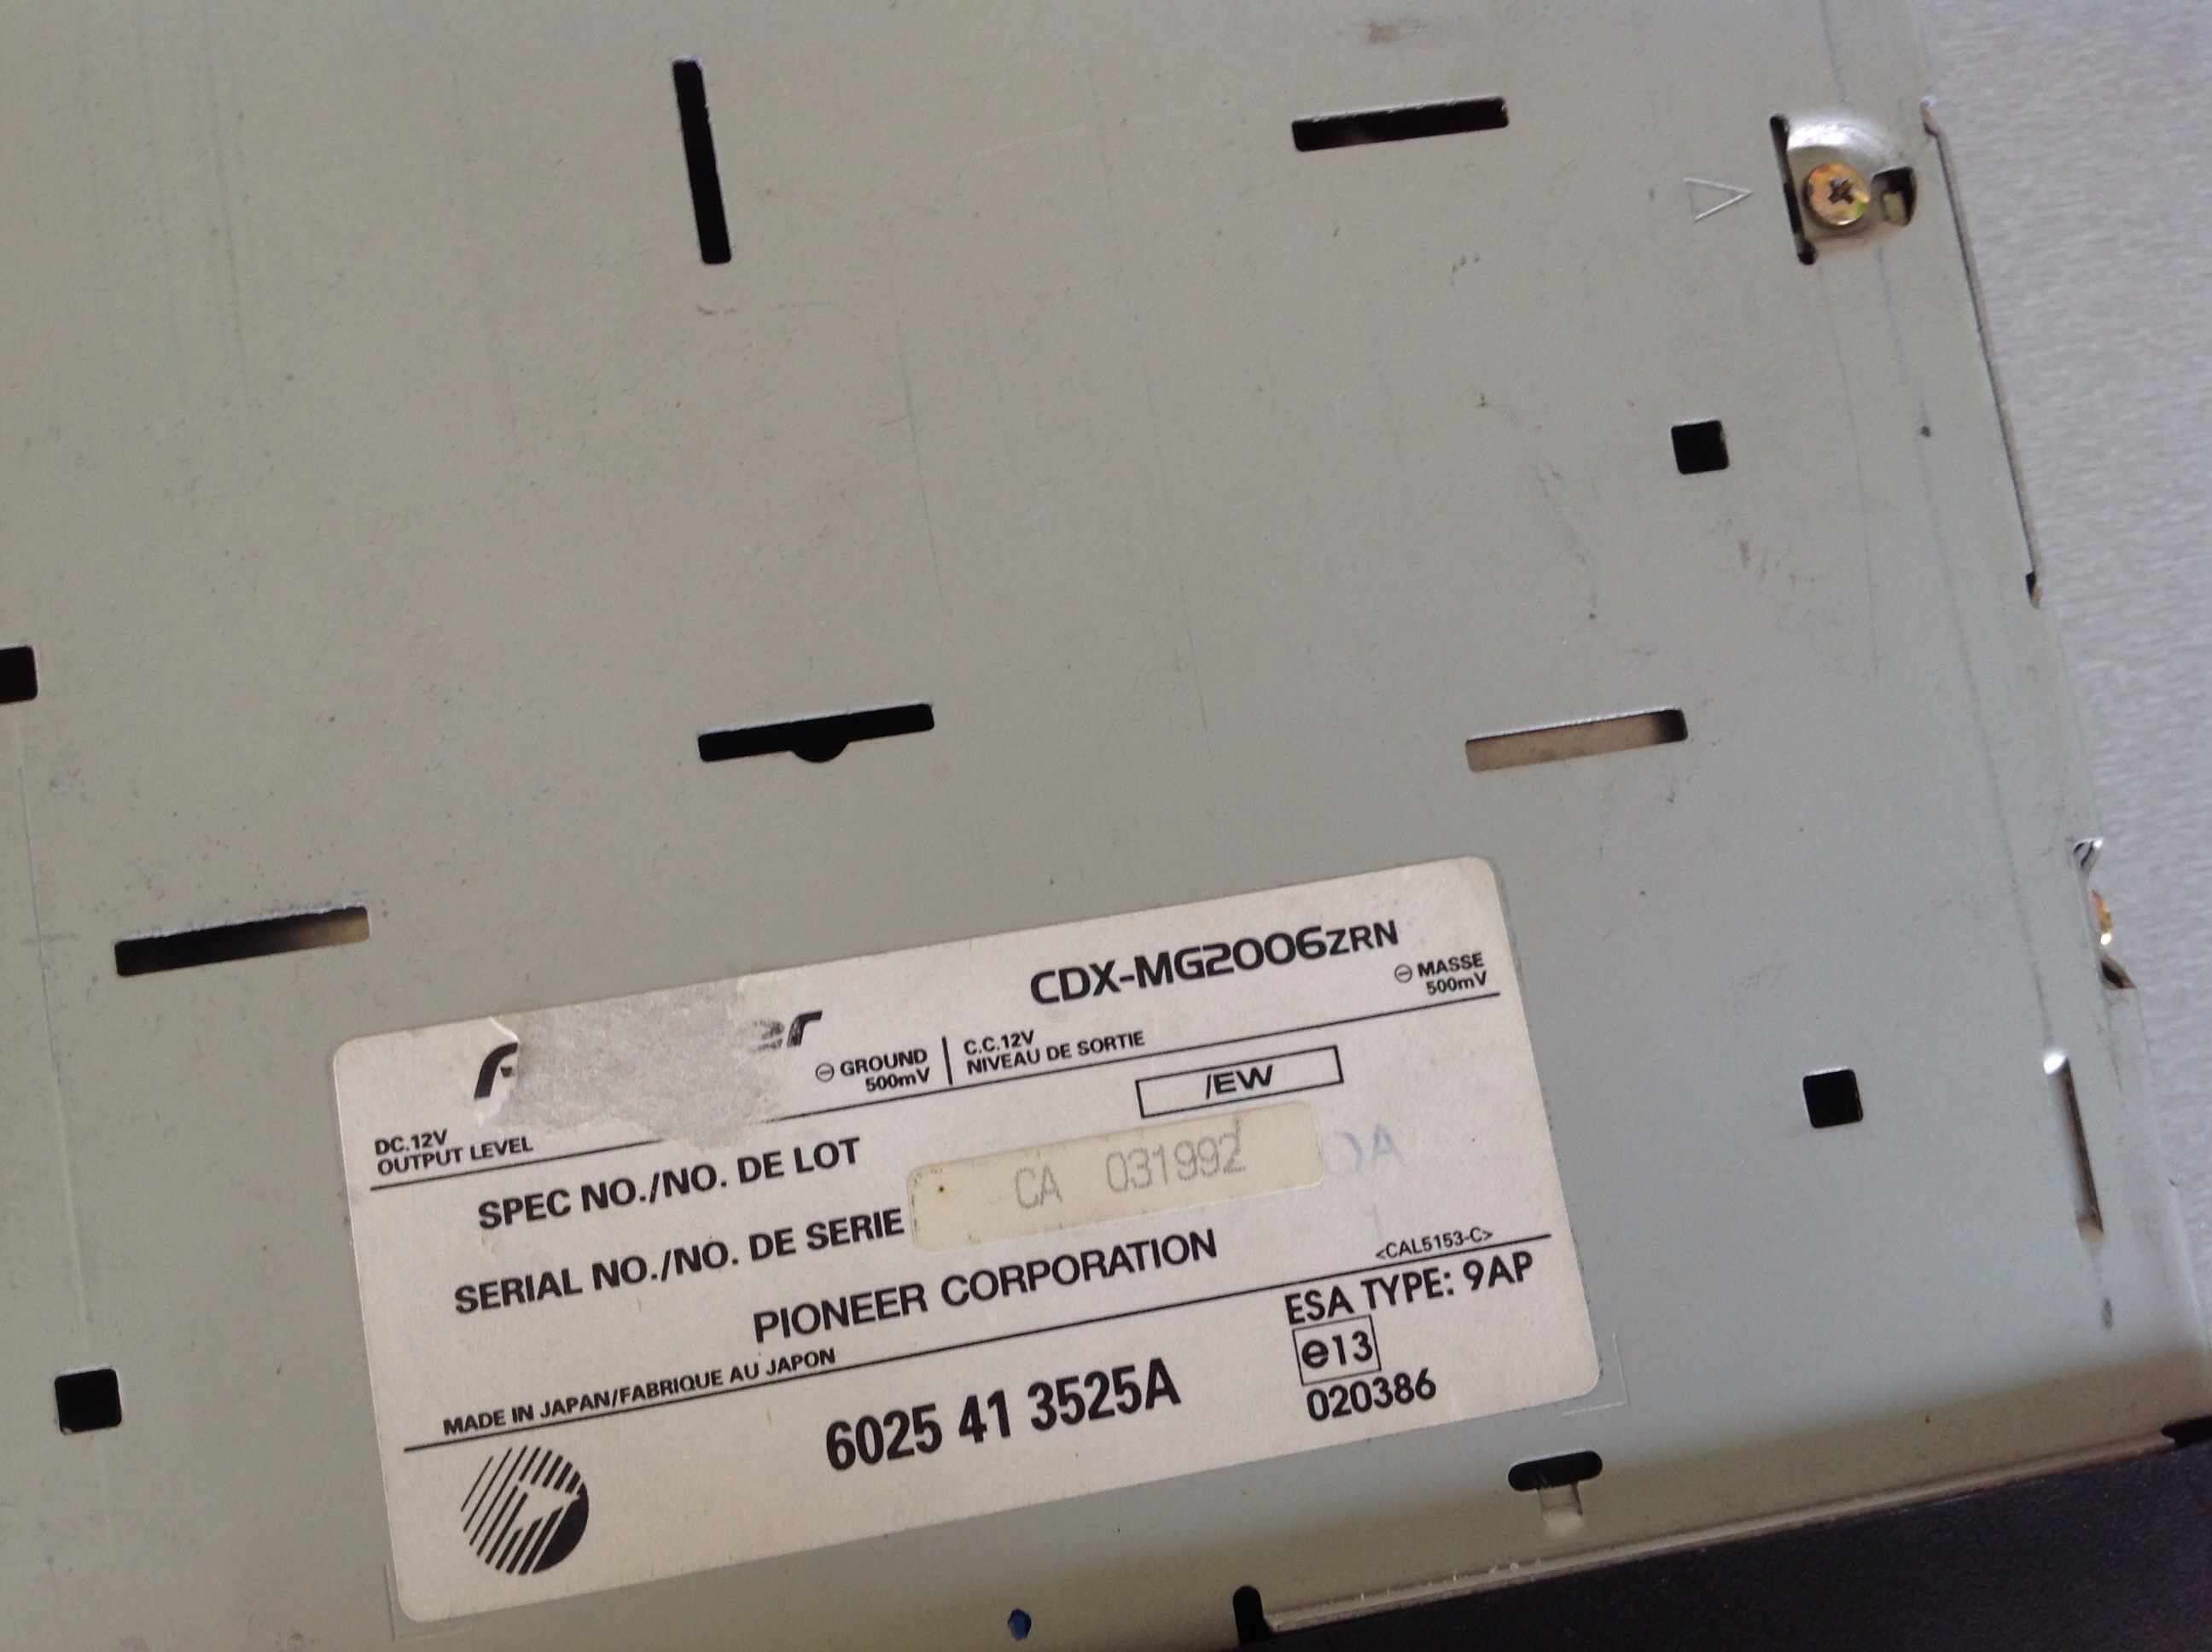 CDX-MG2006ZRN
DC.12V ⊖ GROUND C.C.12V ⊖ MASSE
OUTPUT LEVEL 500mV NIVEAU DE SORTIE 500mV
SPEC NO./NO. DE LOT /EW
SERIAL NO./NO. DE SERIE CA 031992
PIONEER CORPORATION <CAL5153-C>
MADE IN JAPAN/FABRIQUE AU JAPON
ESA TYPE: 9AP
6025 41 3525A
e13
020386